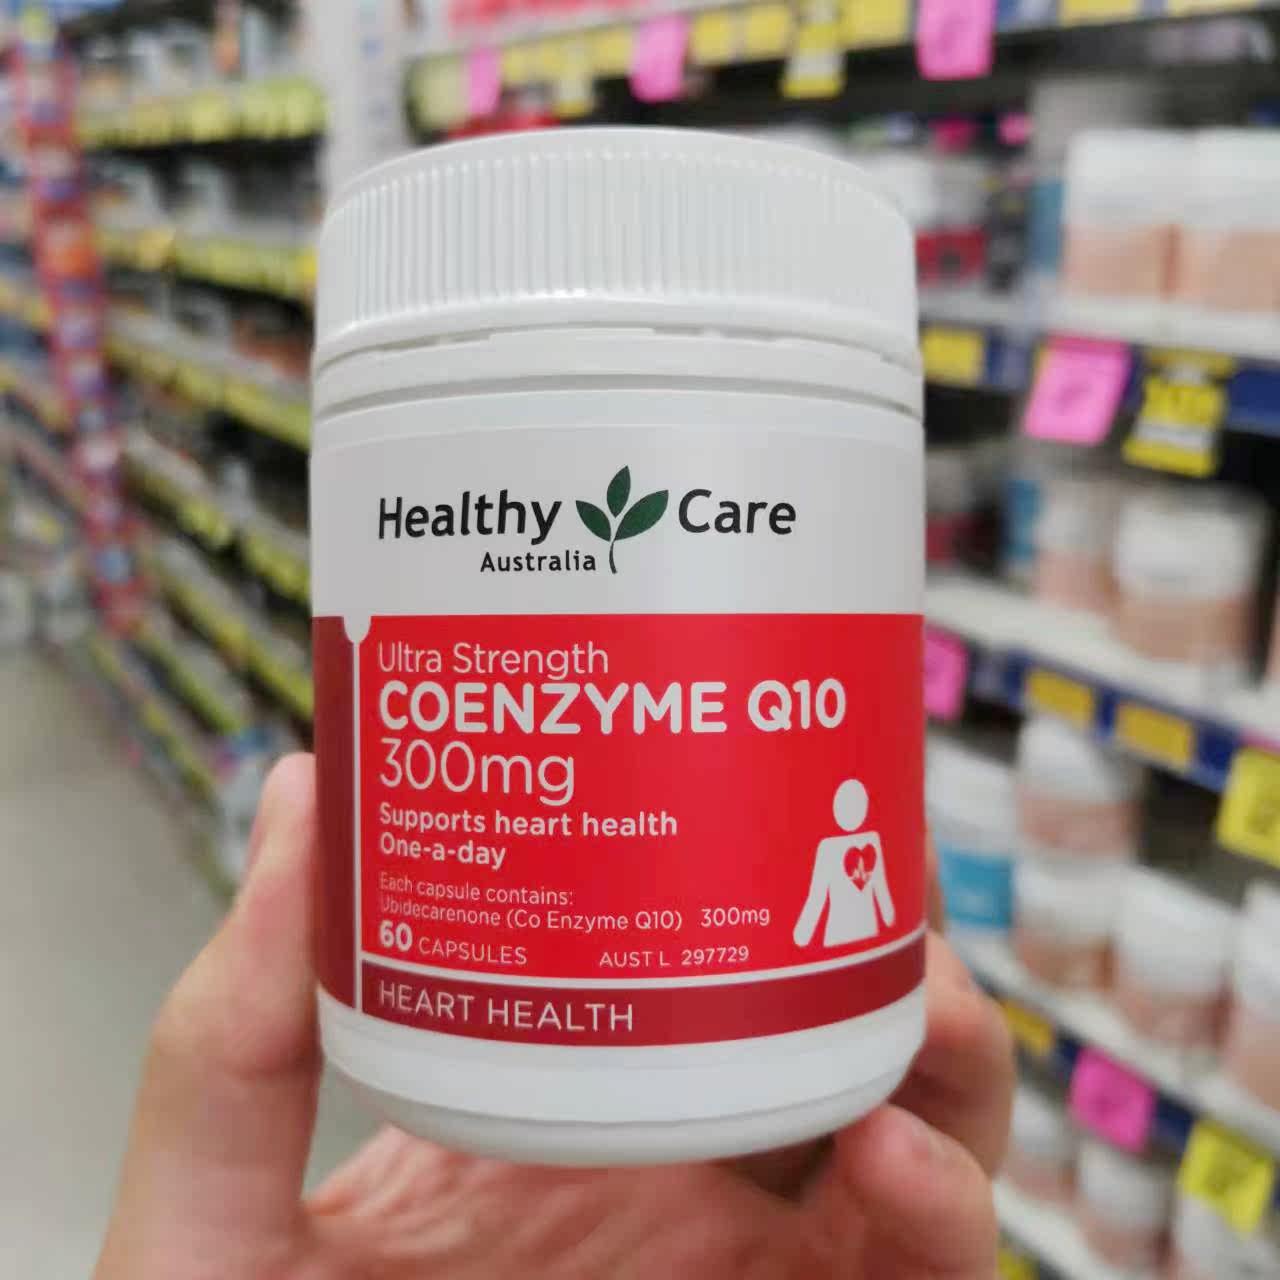 Healthy Care
Australia
Ultra Strength
COENZYME Q10
300mg
Supports heart health
One-a-day
Each capsule contains:
Ubidecarenone (Co Enzyme Q10) 300mg
60 CAPSULES AUST L 297729
HEART HEALTH